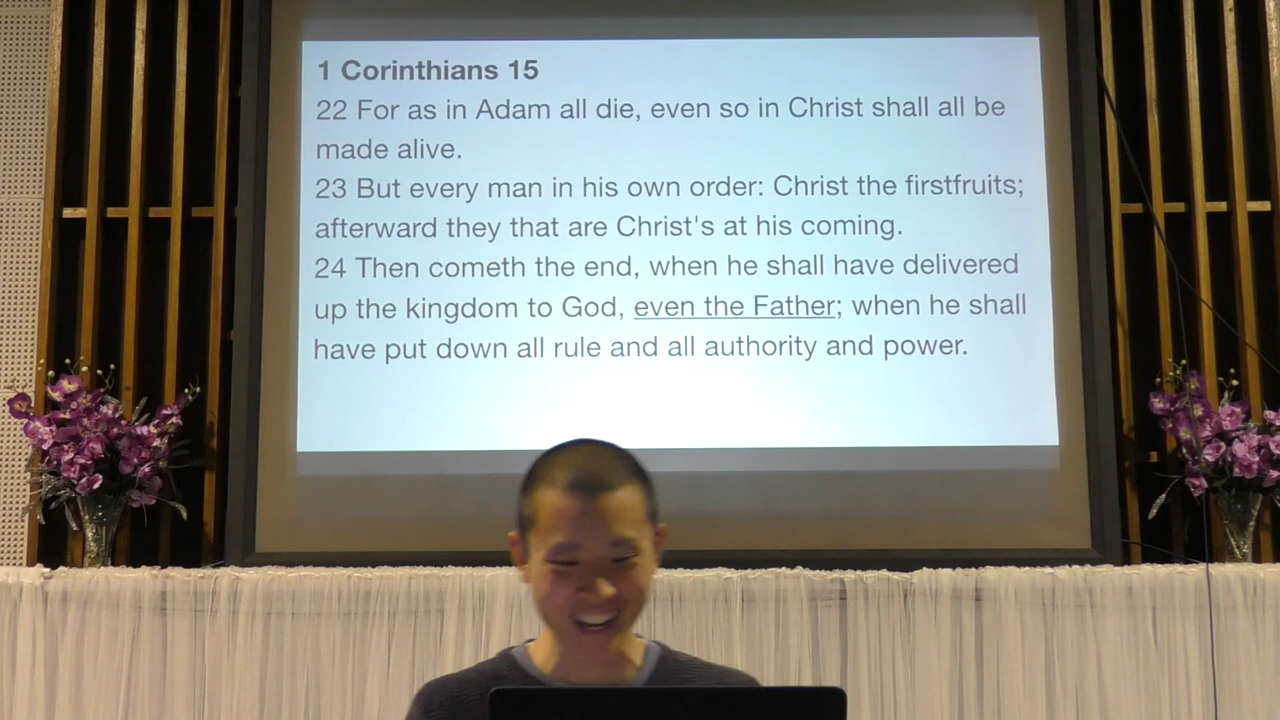 1 Corinthians 15
22 For as in Adam all die, even so in Christ shall all be
made alive.
23 But every man in his own order: Christ the firstfruits;
afterward they that are Christ's at his coming.
24 Then cometh the end, when he shall have delivered
up the kingdom to God, even the Father; when he shall
have put down all rule and all authority and power.